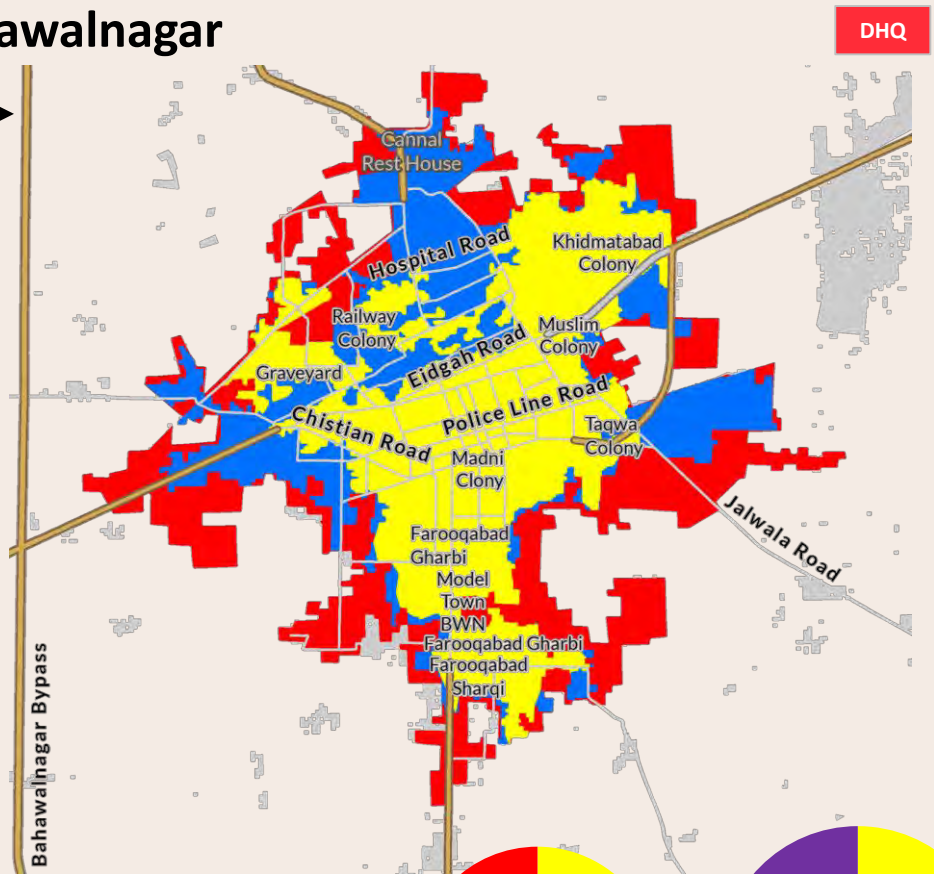 awalnagar
DHQ
Cannal
Rest House
Hospital Road
Khidmatabad
Colony
Railway
Colony
Muslim
Colony
Eidgah Road
Graveyard
Police Line Road
Chistian Road
Taqwa
Colony
Madni
Clony
Jalwala Road
Farooqabad
Gharbi
Model
Town
BWN
Farooqabad Gharbi
Farooqabad
Sharqi
Bahawalnagar Bypass